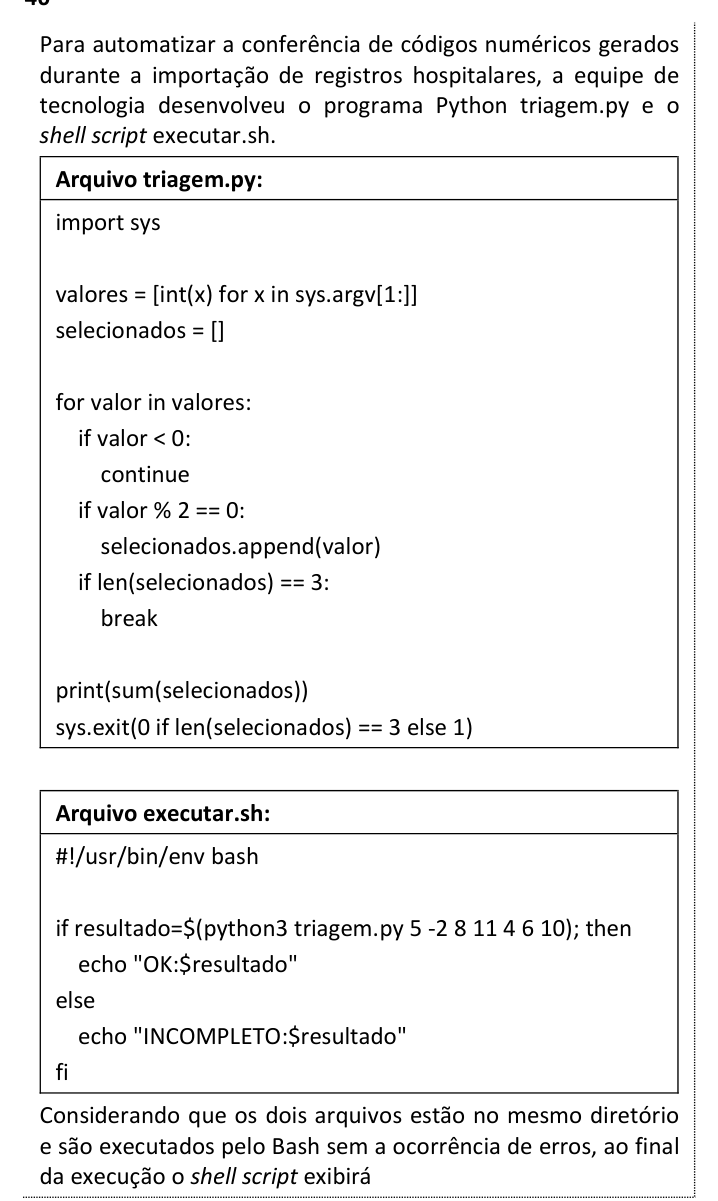 Para automatizar a conferência de códigos numéricos gerados
durante a importação de registros hospitalares, a equipe de
tecnologia desenvolveu o programa Python triagem.py e o
shell script executar.sh.
Arquivo triagem.py:
import sys
valores = [int(x) for x in sys.argv[1:]]
selecionados = []
for valor in valores:
if valor < 0:
continue
if valor % 2 == 0:
selecionados.append(valor)
if len(selecionados) == 3:
break
print(sum(selecionados))
sys.exit(0 if len(selecionados) == 3 else 1)
Arquivo executar.sh:
#!/usr/bin/env bash
if resultado=$(python3 triagem.py 5 -2 8 11 4 6 10); then
echo "OK:$resultado"
else
echo "INCOMPLETO:$resultado"
fi
Considerando que os dois arquivos estão no mesmo diretório
e são executados pelo Bash sem a ocorrência de erros, ao final
da execução o shell script exibirá